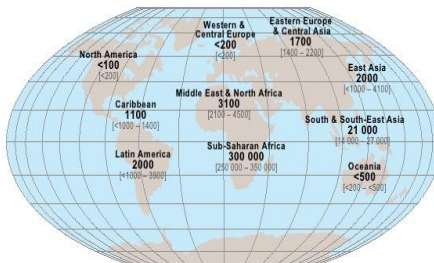 Western &
Central Europe
<200
[<200]
Eastern Europe
& Central Asia
1700
[1400 – 2200]
North America
<100
[<200]
East Asia
2000
[<1000 – 4100]
Middle East & North Africa
3100
[2100 – 4500]
Caribbean
1100
[<1000 – 1400]
South & South-East Asia
21 000
[14 000 – 27 000]
Sub-Saharan Africa
300 000
[250 000 – 350 000]
Latin America
2000
[<1000 – 3900]
Oceania
<500
[<200 – <500]